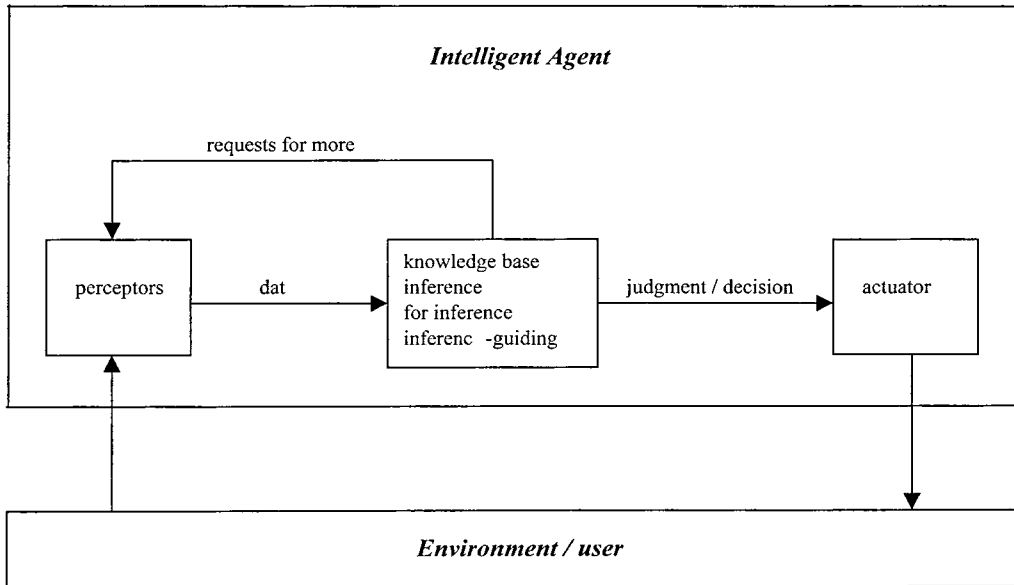 Intelligent Agent
requests for more
perceptors
dat
knowledge base
inference
for inference
inferenc -guiding
judgment / decision
actuator
Environment / user